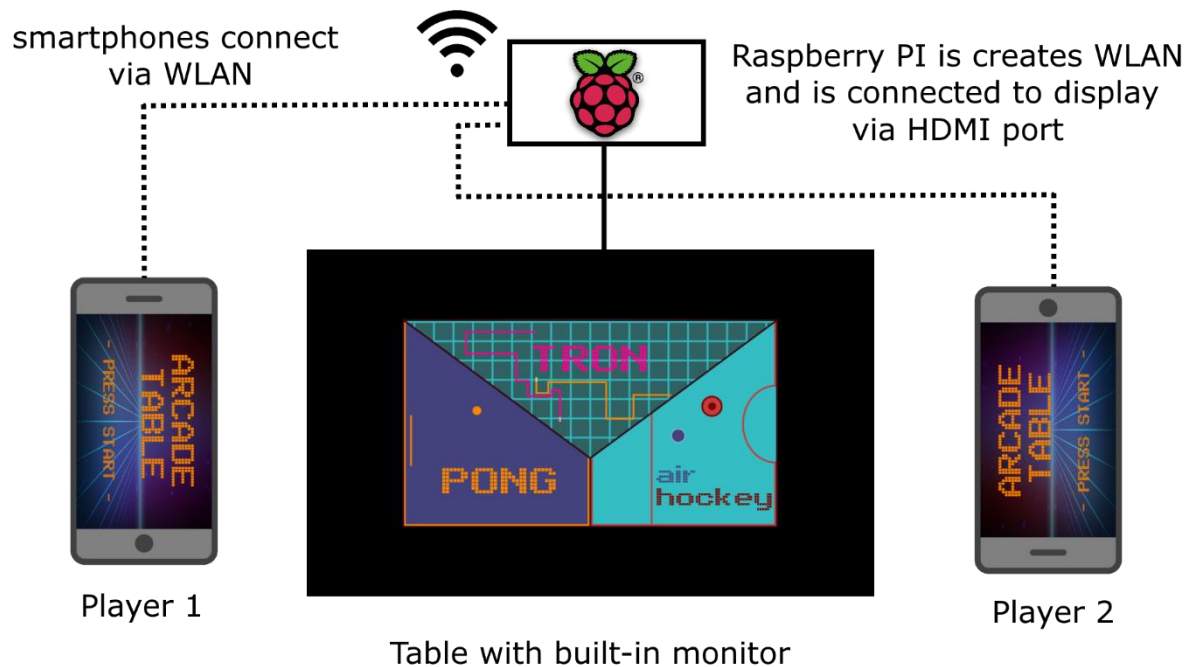 smartphones connect
via WLAN
®
Raspberry PI is creates WLAN
and is connected to display
via HDMI port
ARCADE
TABLE
- PRESS START -
TRON
PONG
air
hockey
ARCADE
TABLE
- PRESS START -
Player 1
Player 2
Table with built-in monitor